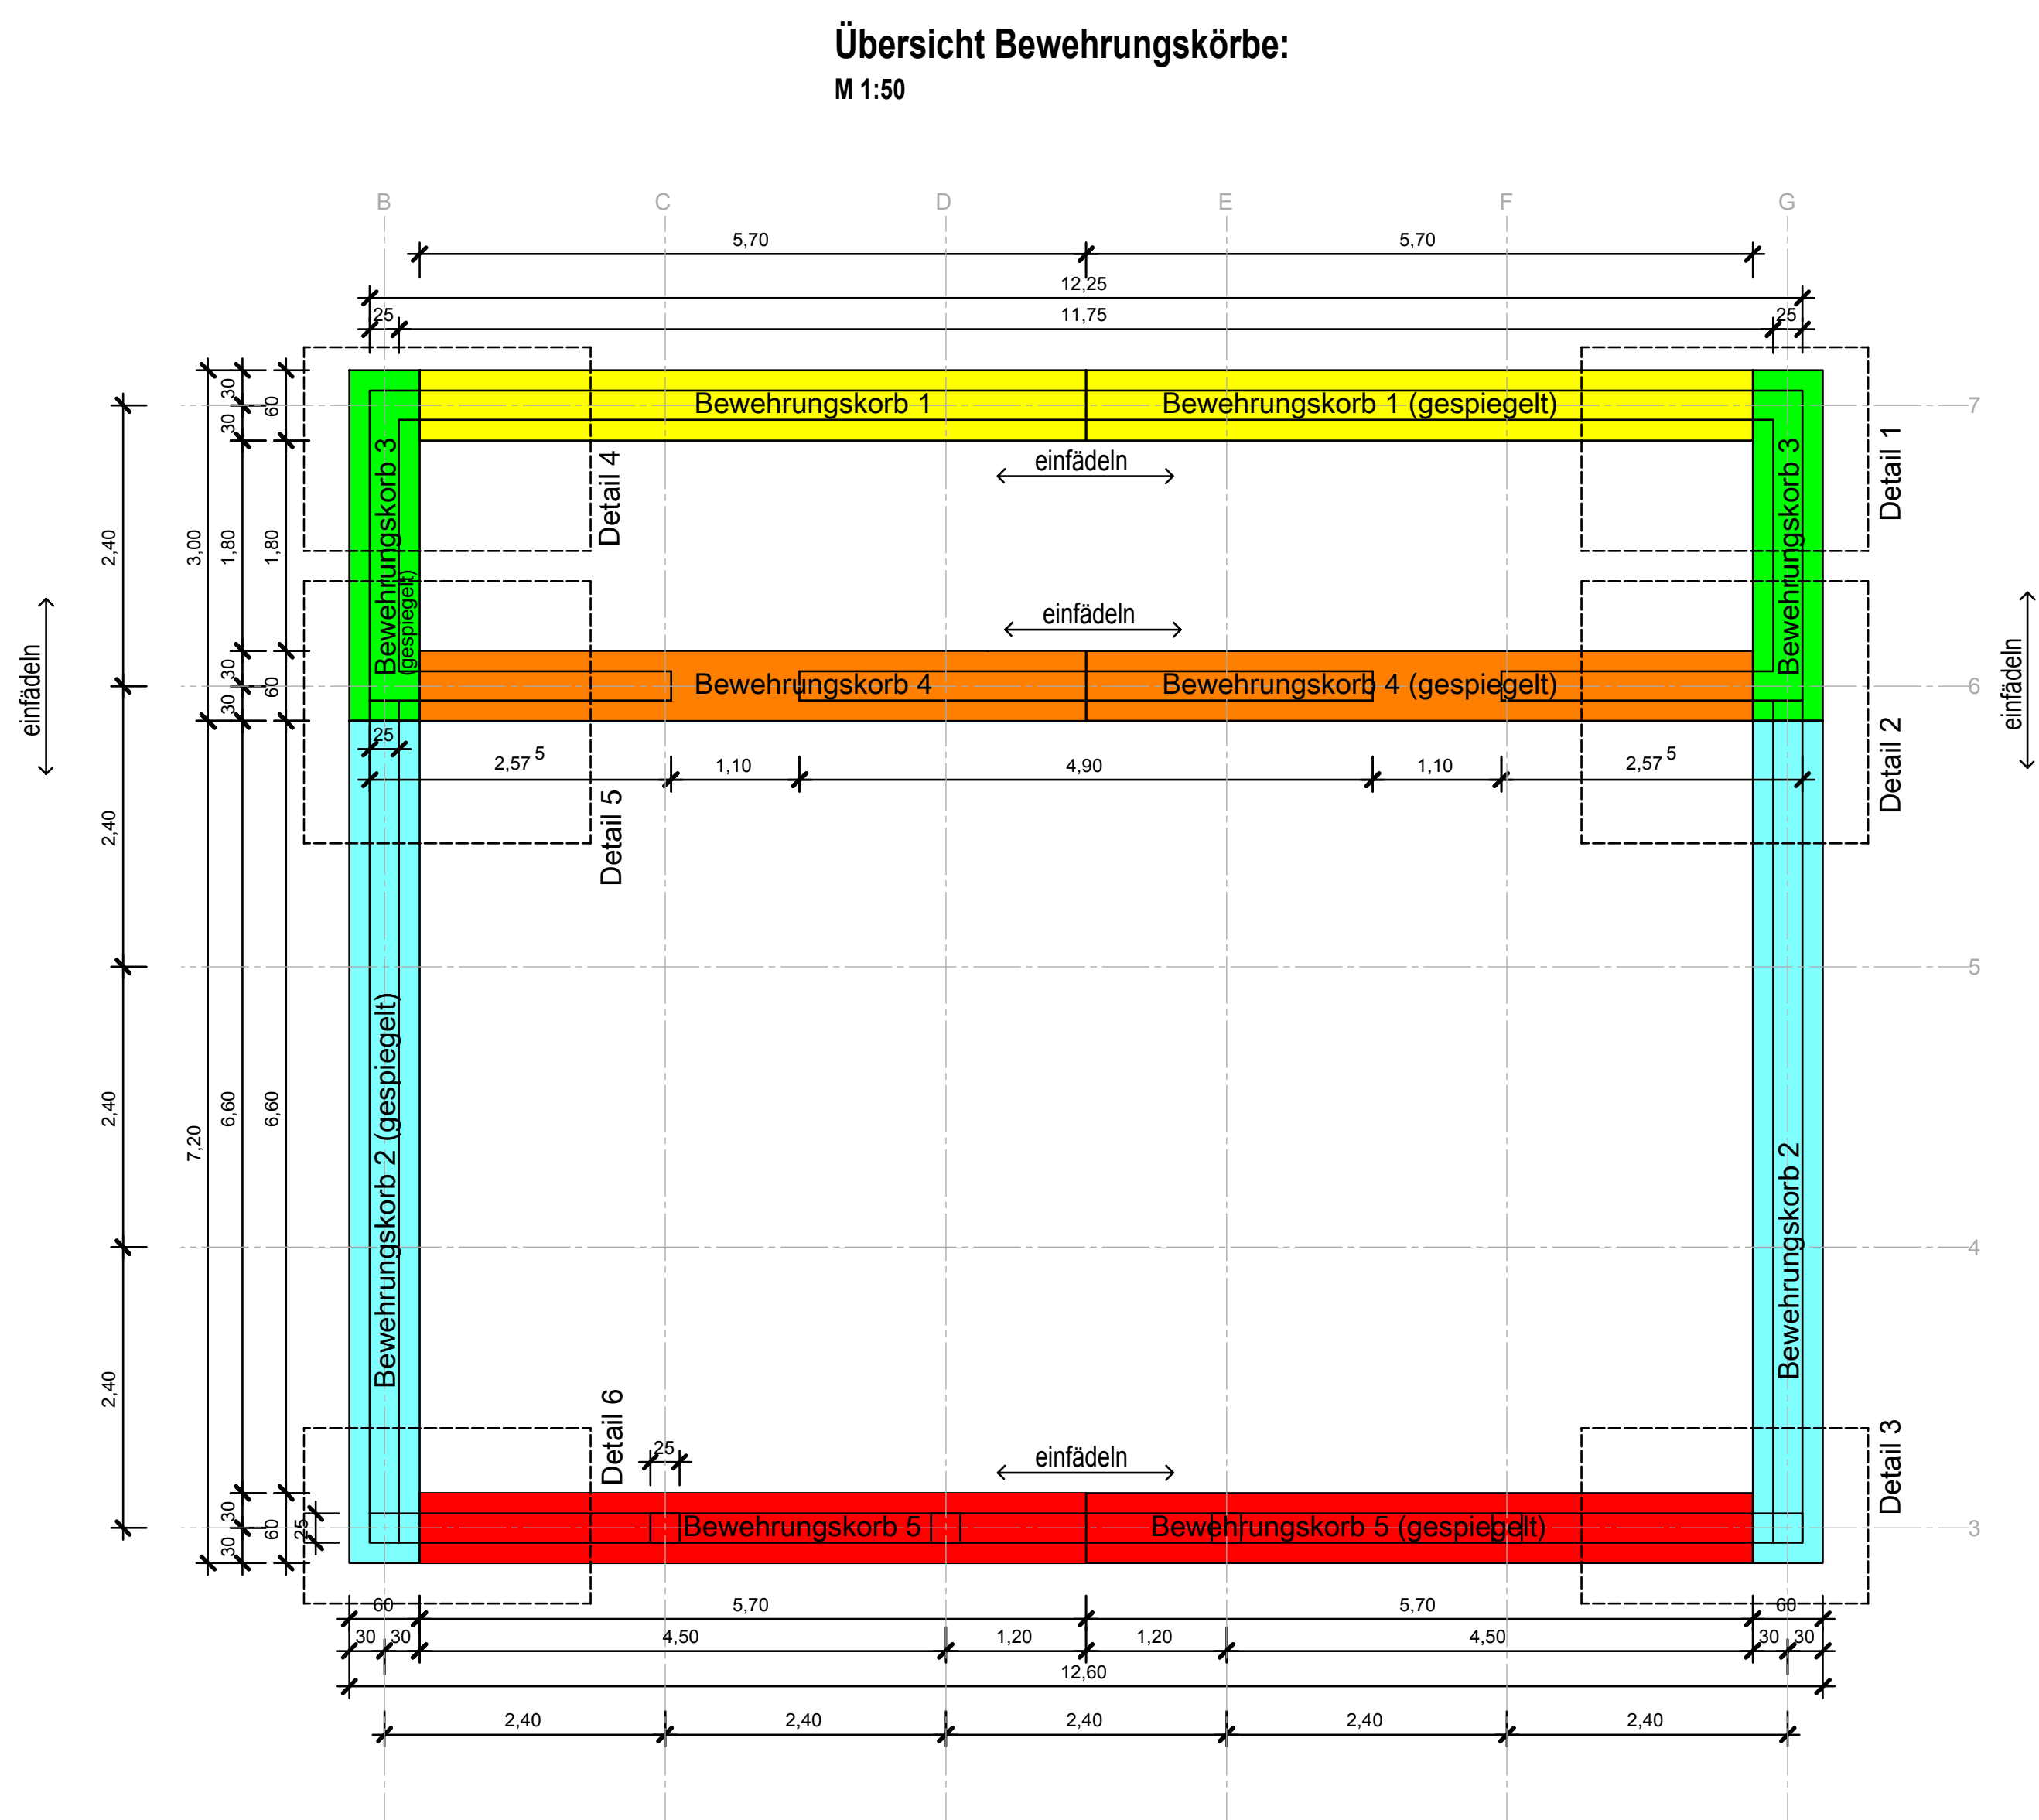 Übersicht Bewehrungskörbe:
M 1:50
B C D E F G
5,70 5,70
12,25
25 11,75 25
30 60
30
Bewehrungskorb 1 Bewehrungskorb 1 (gespiegelt)
7
einfädeln
Bewehrungskorb 3
(gespiegelt)
Detail 4
Bewehrungskorb 3
Detail 1
2,40 3,00 1,80 1,80
einfädeln
einfädeln
einfädeln
30 60
30
Bewehrungskorb 4 Bewehrungskorb 4 (gespiegelt)
6
25
2,57 5 1,10 4,90 1,10 2,57 5
Detail 5
Detail 2
2,40
5
2,40
7,20 6,60 6,60
Bewehrungskorb 2 (gespiegelt)
Bewehrungskorb 2
4
2,40
Detail 6
Detail 3
25
einfädeln
30 60 25
30
Bewehrungskorb 5 Bewehrungskorb 5 (gespiegelt)
3
60 5,70 5,70 60
30 30 4,50 1,20 1,20 4,50 30 30
12,60
2,40 2,40 2,40 2,40 2,40